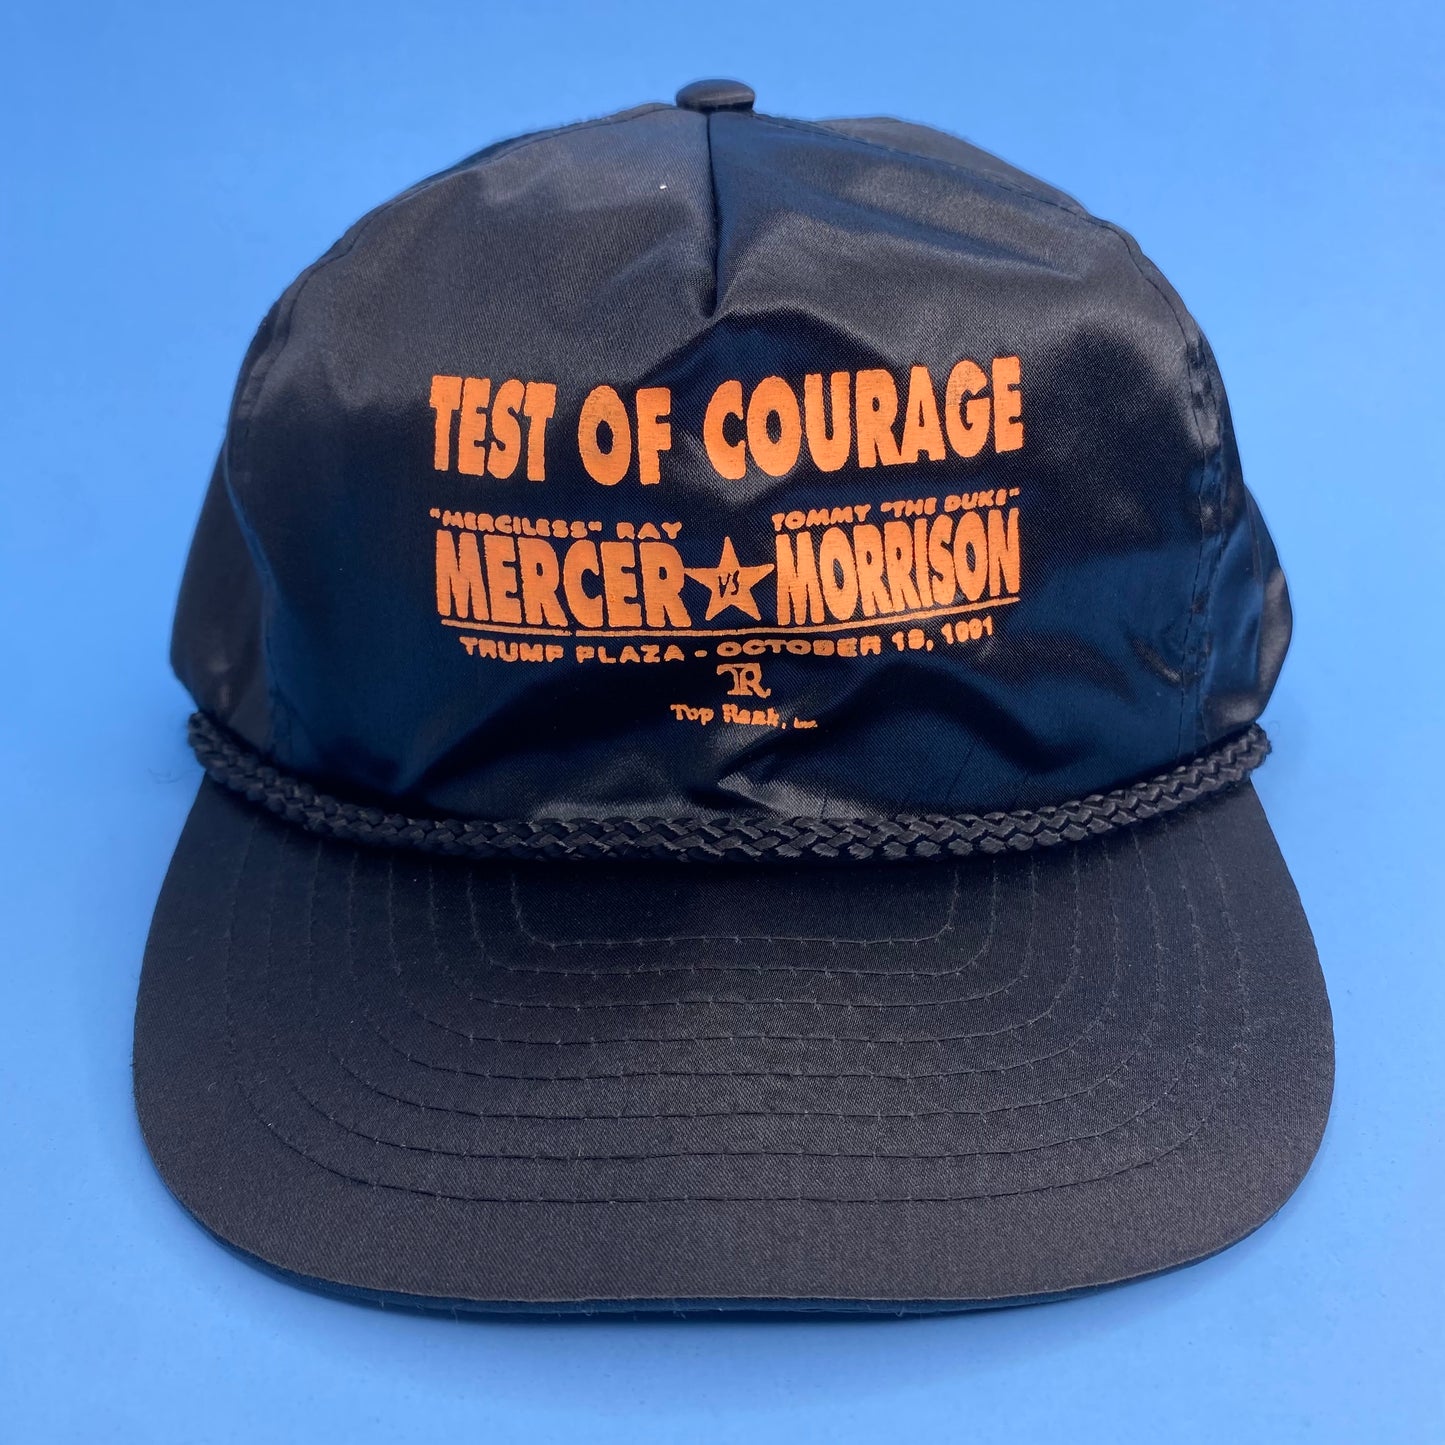 TEST OF COURAGE
"MERCILESS" RAY TOMMY "THE DUKE"
MERCER VS MORRISON
TRUMP PLAZA - OCTOBER 18, 1991
TR
Top Rank, Inc.